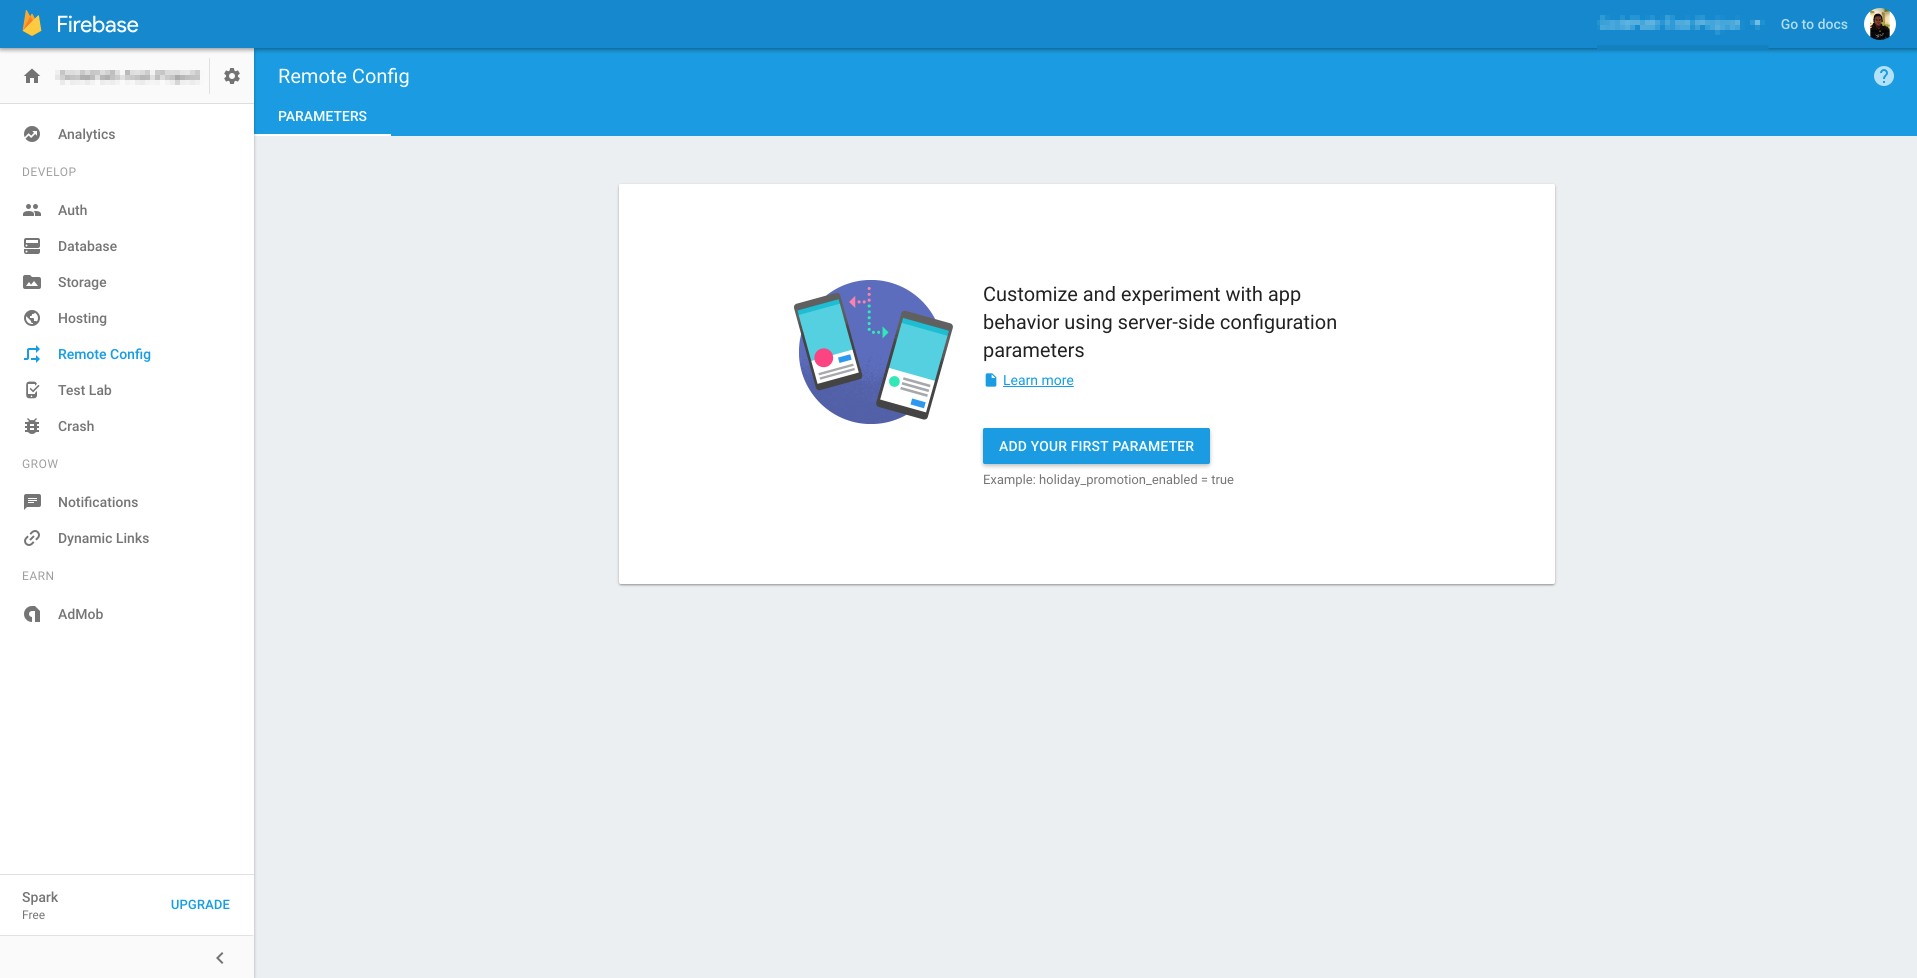 Firebase
Go to docs
Remote Config
PARAMETERS
Analytics
DEVELOP
Auth
Database
Storage
Hosting
Remote Config
Test Lab
Crash
GROW
Notifications
Dynamic Links
EARN
AdMob
Spark
Free
UPGRADE
Customize and experiment with app
behavior using server-side configuration
parameters
Learn more
ADD YOUR FIRST PARAMETER
Example: holiday_promotion_enabled = true